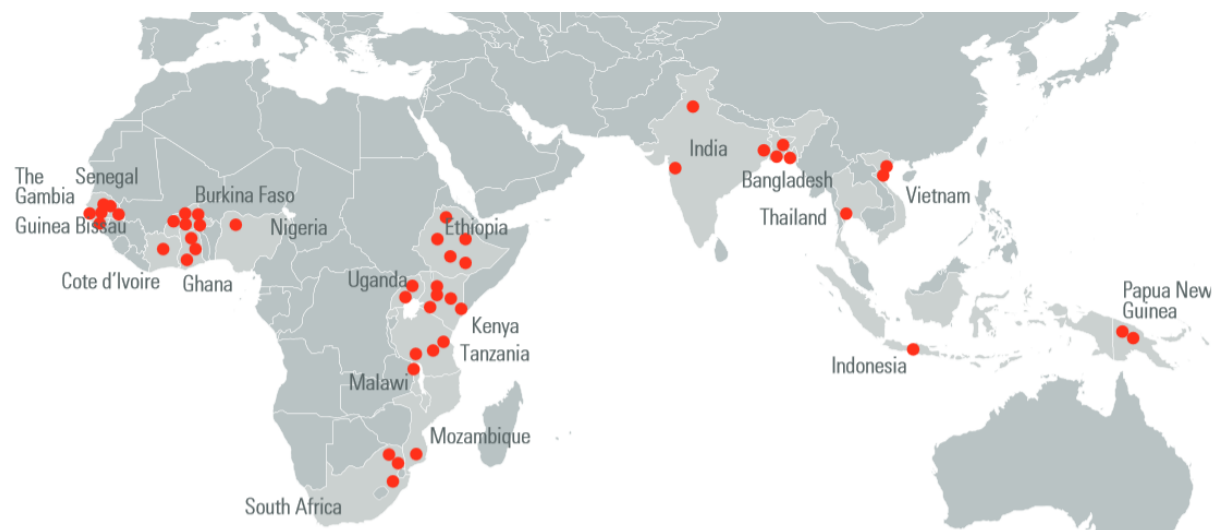 The
Gambia
Senegal
Guinea Bissau
Burkina Faso
Nigeria
Cote d’Ivoire
Ghana
Ethiopia
Uganda
Kenya
Tanzania
Malawi
Mozambique
South Africa
India
Bangladesh
Thailand
Vietnam
Indonesia
Papua New
Guinea